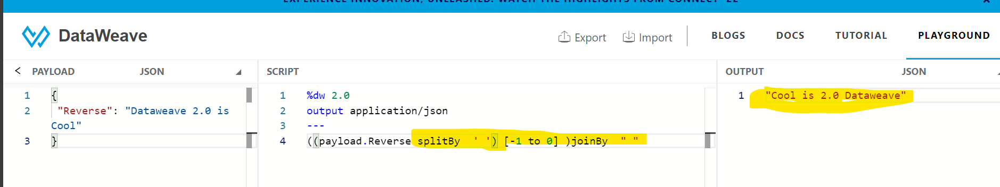 EXPERIENCE INNOVATION, UNLEASHED. WATCH THE HIGHLIGHTS FROM CONNECT '22
DataWeave
Export
Import
BLOGS
DOCS
TUTORIAL
PLAYGROUND
< PAYLOAD JSON
1 {
2 "Reverse": "Dataweave 2.0 is
Cool"
3 }
SCRIPT
1 %dw 2.0
2 output application/json
3 ---
4 ((payload.Reverse splitBy ' ') [-1 to 0] )joinBy " "
OUTPUT JSON
1 "Cool is 2.0 Dataweave"